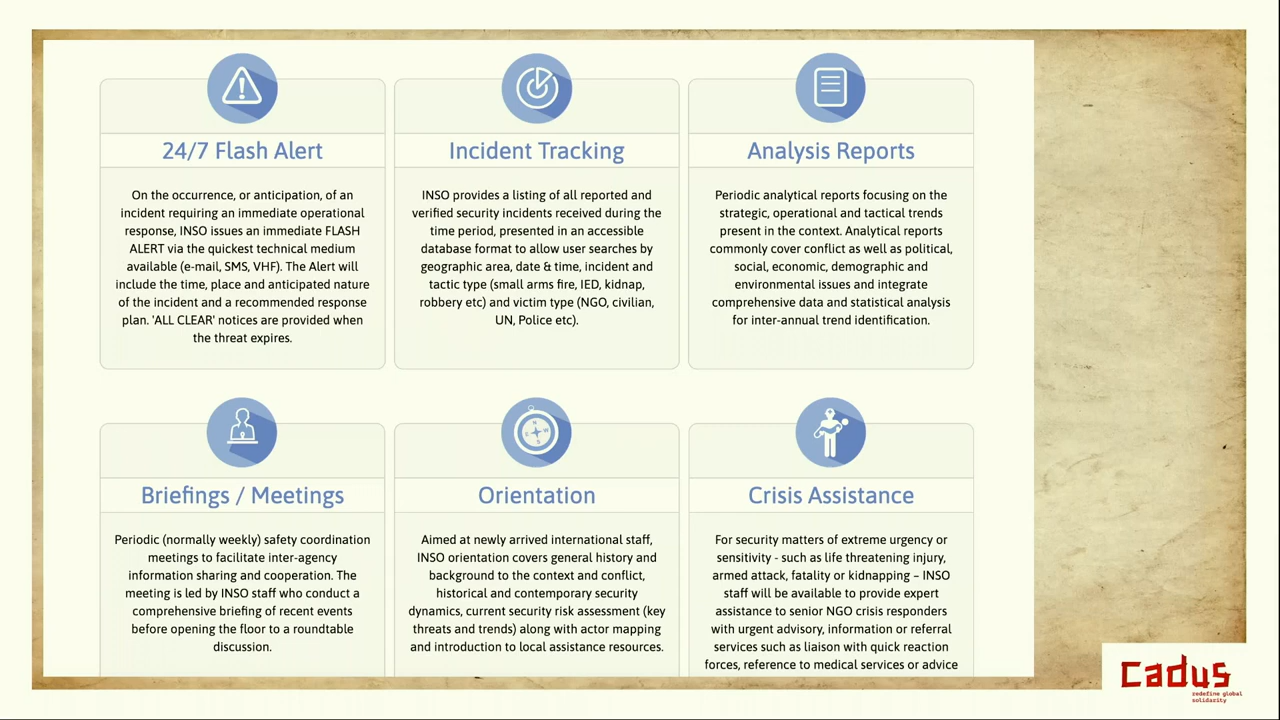 24/7 Flash Alert
On the occurrence, or anticipation, of an
incident requiring an immediate operational
response, INSO issues an immediate FLASH
ALERT via the quickest technical medium
available (e-mail, SMS, VHF). The Alert will
include the time, place and anticipated nature
of the incident and a recommended response
plan. 'ALL CLEAR' notices are provided when
the threat expires.
Incident Tracking
INSO provides a listing of all reported and
verified security incidents received during the
time period, presented in an accessible
database format to allow user searches by
geographic area, date & time, incident and
tactic type (small arms fire, IED, kidnap,
robbery etc) and victim type (NGO, civilian,
UN, Police etc).
Analysis Reports
Periodic analytical reports focusing on the
strategic, operational and tactical trends
present in the context. Analytical reports
commonly cover conflict as well as political,
social, economic, demographic and
environmental issues and integrate
comprehensive data and statistical analysis
for inter-annual trend identification.
Briefings / Meetings
Periodic (normally weekly) safety coordination
meetings to facilitate inter-agency
information sharing and cooperation. The
meeting is led by INSO staff who conduct a
comprehensive briefing of recent events
before opening the floor to a roundtable
discussion.
Orientation
Aimed at newly arrived international staff,
INSO orientation covers general history and
background to the context and conflict,
historical and contemporary security
dynamics, current security risk assessment (key
threats and trends) along with actor mapping
and introduction to local assistance resources.
Crisis Assistance
For security matters of extreme urgency or
sensitivity - such as life threatening injury,
armed attack, fatality or kidnapping – INSO
staff will be available to provide expert
assistance to senior NGO crisis responders
with urgent advisory, information or referral
services such as liaison with quick reaction
forces, reference to medical services or advice
cadus
redefine global
solidarity